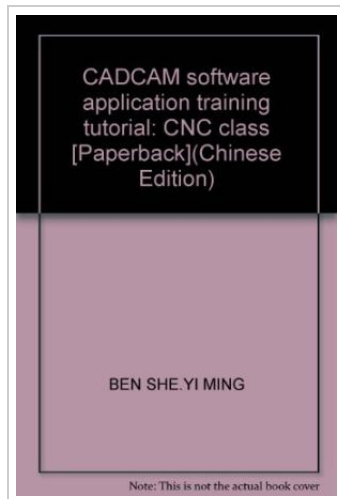 CADCAM software
application training
tutorial: CNC class
[Paperback](Chinese
Edition)
BEN SHE.YI MING
Note: This is not the actual book cover